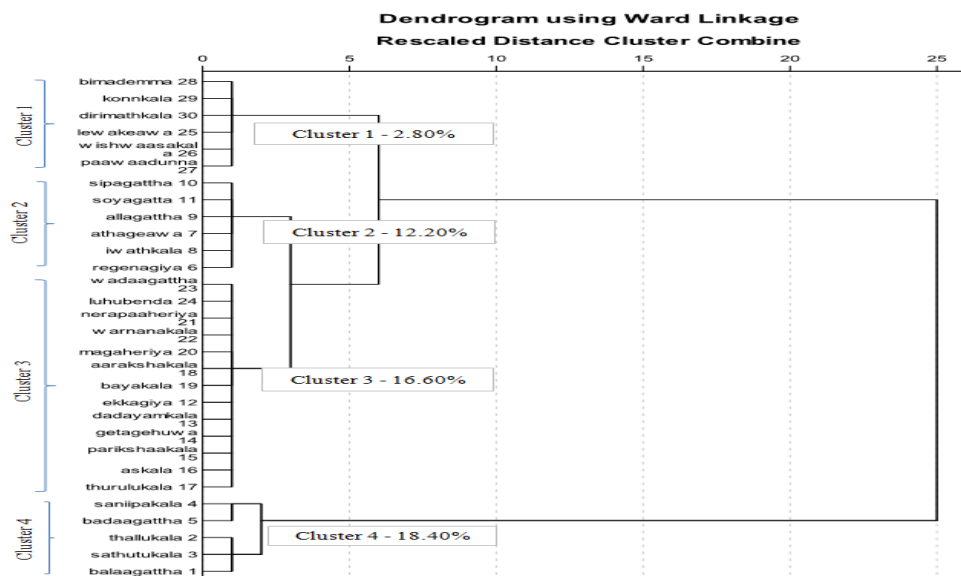 Dendrogram using Ward Linkage
Rescaled Distance Cluster Combine
0 5 10 15 20 25
Cluster 1
bimademma 28
konnkala 29
dirimathkala 30
lew akeaw a 25
w ishw aasakal
a 26
paaw aadunna
27
Cluster 1 - 2.80%
Cluster 2
sipagattha 10
soyagatta 11
allagattha 9
athageaw a 7
iw athkala 8
regenagiya 6
Cluster 2 - 12.20%
Cluster 3
w adaagattha
23
luhubenda 24
nerapaaheriya
21
w arnanakala
22
magaheriya 20
aarakshakala
18
bayakala 19
ekkagiya 12
dadayamkala
13
getagehuw a
14
parikshaakala
15
askala 16
thurulukala 17
Cluster 3 - 16.60%
Cluster 4
saniipakala 4
badaagattha 5
thallukala 2
sathutukala 3
balaagattha 1
Cluster 4 - 18.40%